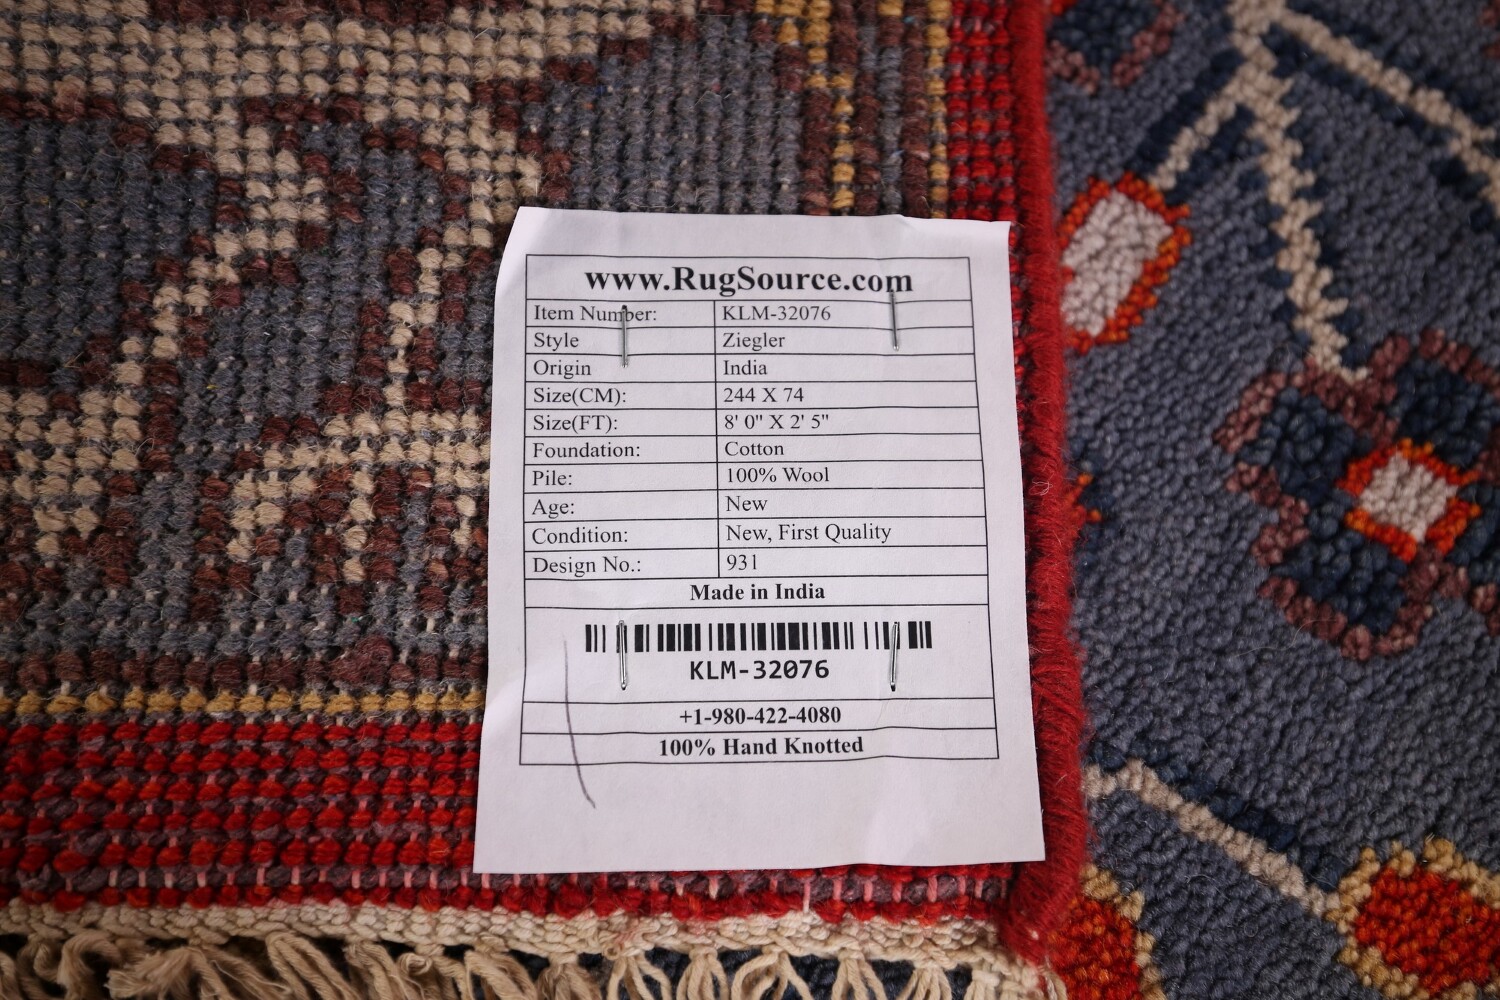 www.RugSource.com
Item Number: KLM-32076
Style Ziegler
Origin India
Size(CM): 244 X 74
Size(FT): 8' 0" X 2' 5"
Foundation: Cotton
Pile: 100% Wool
Age: New
Condition: New, First Quality
Design No.: 931
Made in India
KLM-32076
+1-980-422-4080
100% Hand Knotted